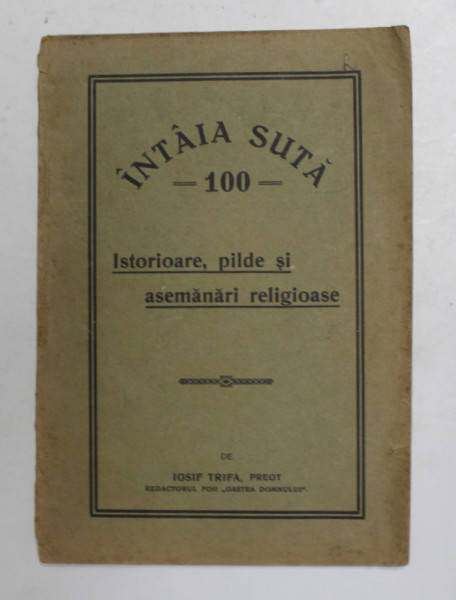 ÎNTÂIA SUTĂ
— 100 —
Istorioare, pilde și
asemănări religioase
DE
IOSIF TRIFA, PREOT
REDACTORUL FOII „OASTEA DOMNULUI".